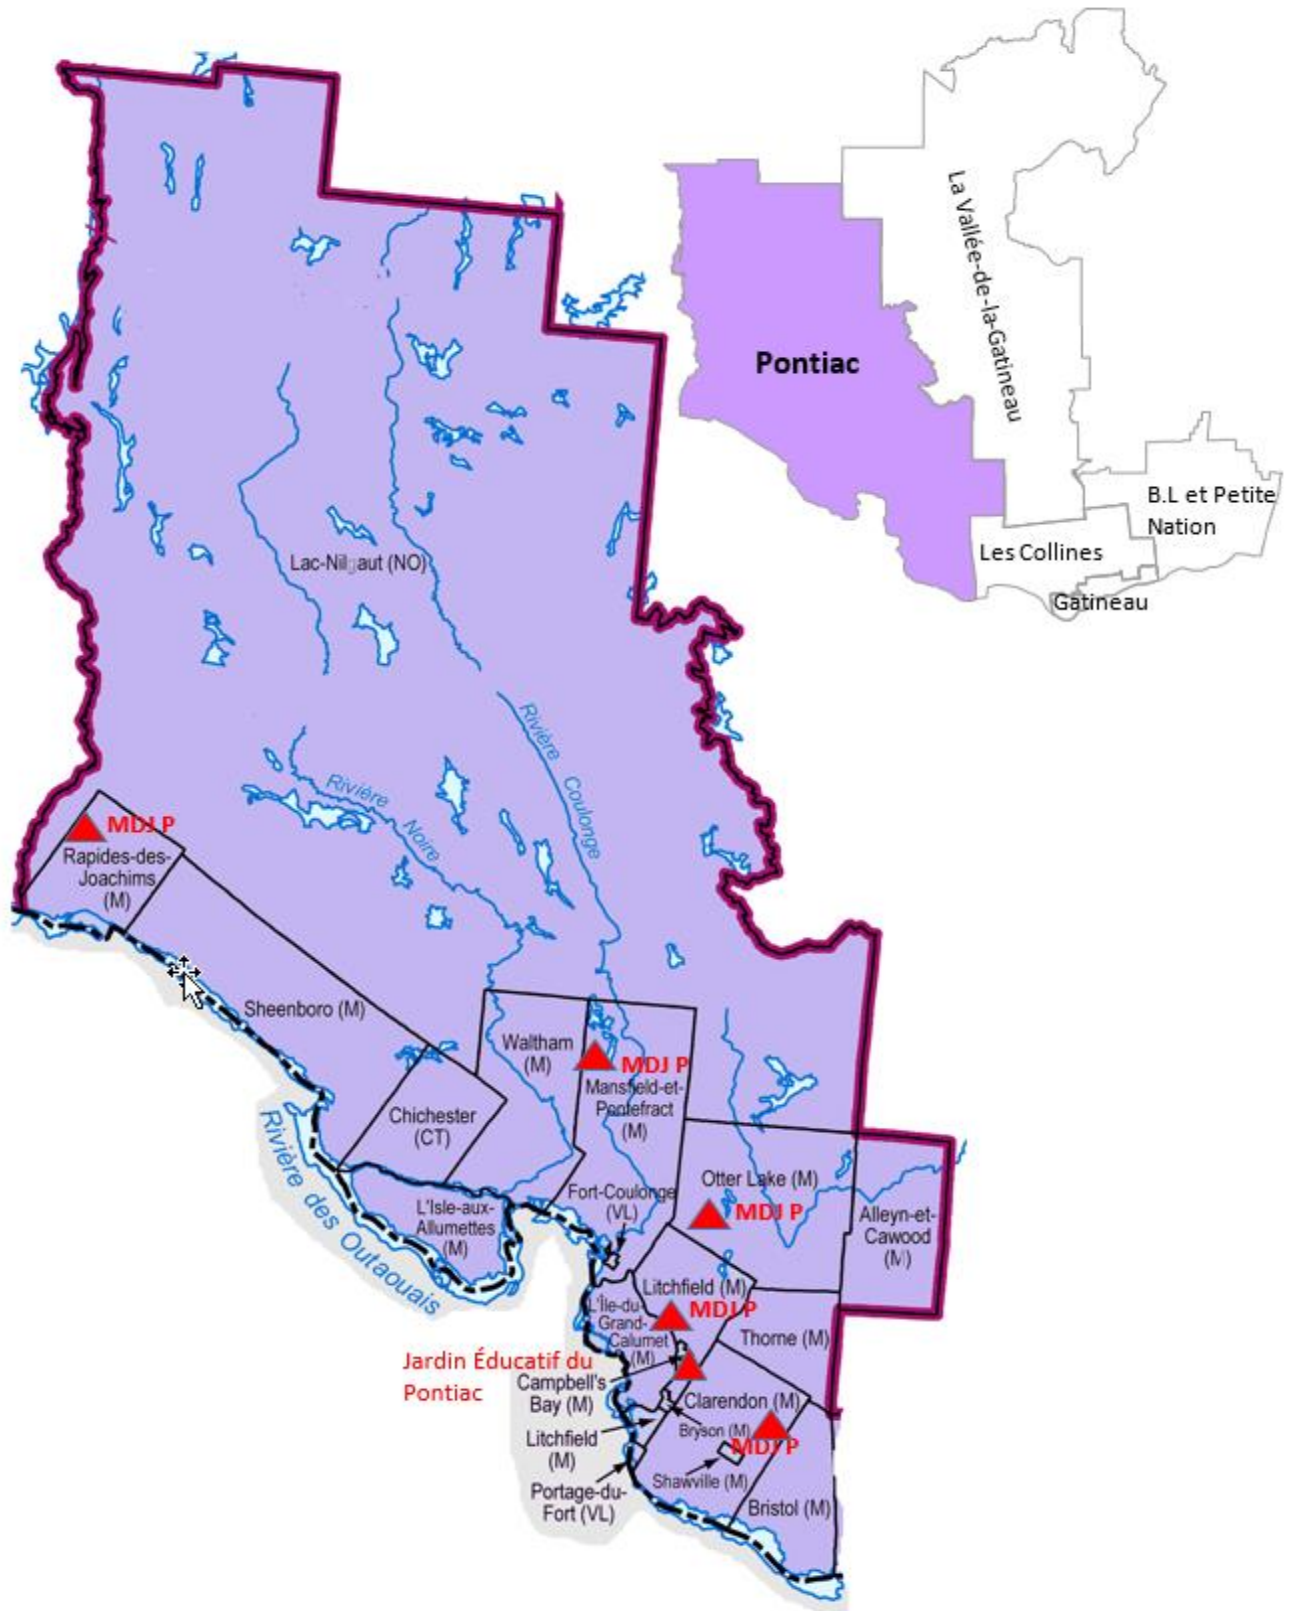 La Vallée-de-la-Gatineau
Pontiac
B.L et Petite
Nation
Les Collines
Gatineau
Lac-Nilgaut (NO)
Rivière Coulonge
Rivière Noire
MDJ P
Rapides-des-
Joachims
(M)
Sheenboro (M)
Waltham
(M)
MDJ P
Mansfield-et-
Pontefract
(M)
Chichester
(CT)
Rivière des Outaouais
L'Isle-aux-
Allumettes
(M)
Fort-Coulonge
(VL)
Otter Lake (M)
MDJ P
Alleyn-et-
Cawood
(M)
Litchfield (M)
MDJ P
L'Île-du-
Grand-
Calumet
(M)
Thorne (M)
Jardin Éducatif du
Pontiac
Campbell's
Bay (M)
Clarendon (M)
Bryson (M)
MDJ P
Litchfield
(M)
Shawville (M)
Portage-du-
Fort (VL)
Bristol (M)